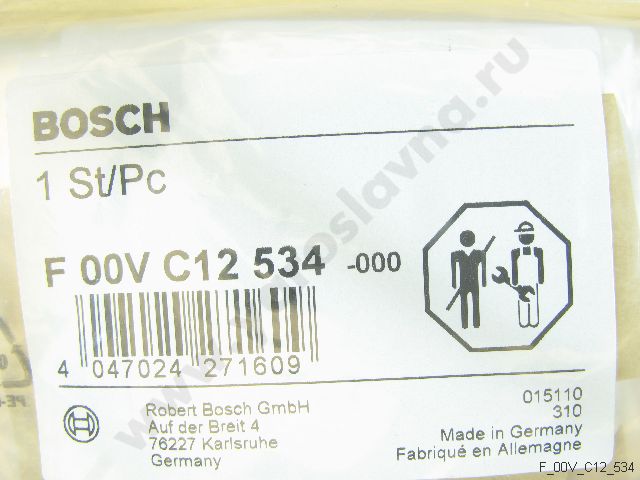 BOSCH
1 St/Pc
F 00V C12 534 -000
4 047024 271609
Robert Bosch GmbH
Auf der Breit 4
76227 Karlsruhe
Germany
015110
310
Made in Germany
Fabriqué en Allemagne
F_00V_C12_534